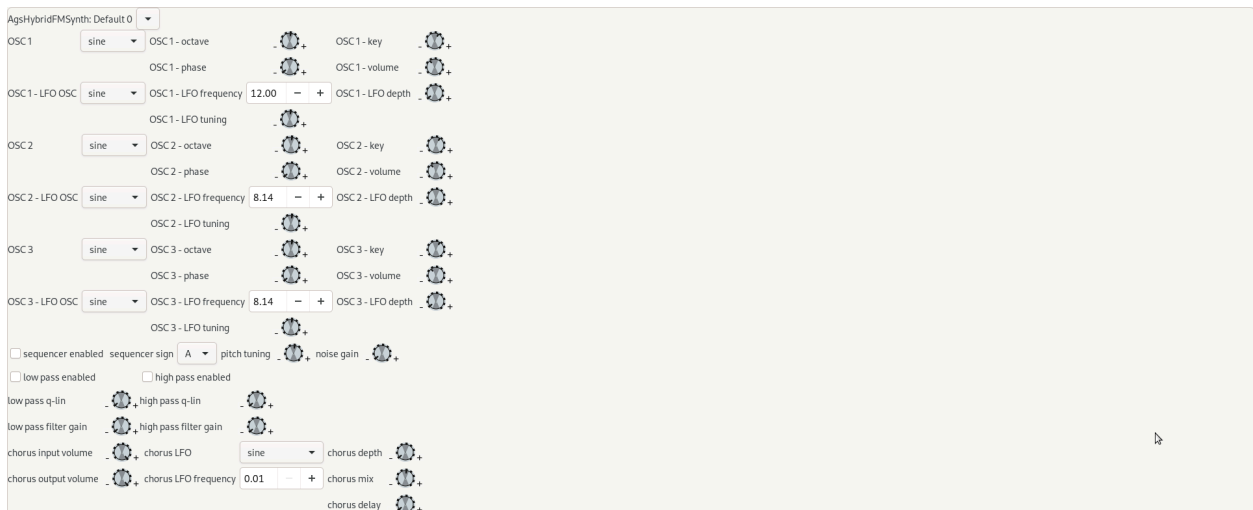 AgsHybridFMSynth: Default 0
OSC 1 sine OSC 1 - octave - + OSC 1 - key - +
OSC 1 - phase - + OSC 1 - volume - +
OSC 1 - LFO OSC sine OSC 1 - LFO frequency 12.00 − + OSC 1 - LFO depth - +
OSC 1 - LFO tuning - +
OSC 2 sine OSC 2 - octave - + OSC 2 - key - +
OSC 2 - phase - + OSC 2 - volume - +
OSC 2 - LFO OSC sine OSC 2 - LFO frequency 8.14 − + OSC 2 - LFO depth - +
OSC 2 - LFO tuning - +
OSC 3 sine OSC 3 - octave - + OSC 3 - key - +
OSC 3 - phase - + OSC 3 - volume - +
OSC 3 - LFO OSC sine OSC 3 - LFO frequency 8.14 − + OSC 3 - LFO depth - +
OSC 3 - LFO tuning - +
sequencer enabled sequencer sign A pitch tuning - + noise gain - +
low pass enabled high pass enabled
low pass q-lin - + high pass q-lin - +
low pass filter gain - + high pass filter gain - +
chorus input volume - + chorus LFO sine chorus depth - +
chorus output volume - + chorus LFO frequency 0.01 − + chorus mix - +
chorus delay - +